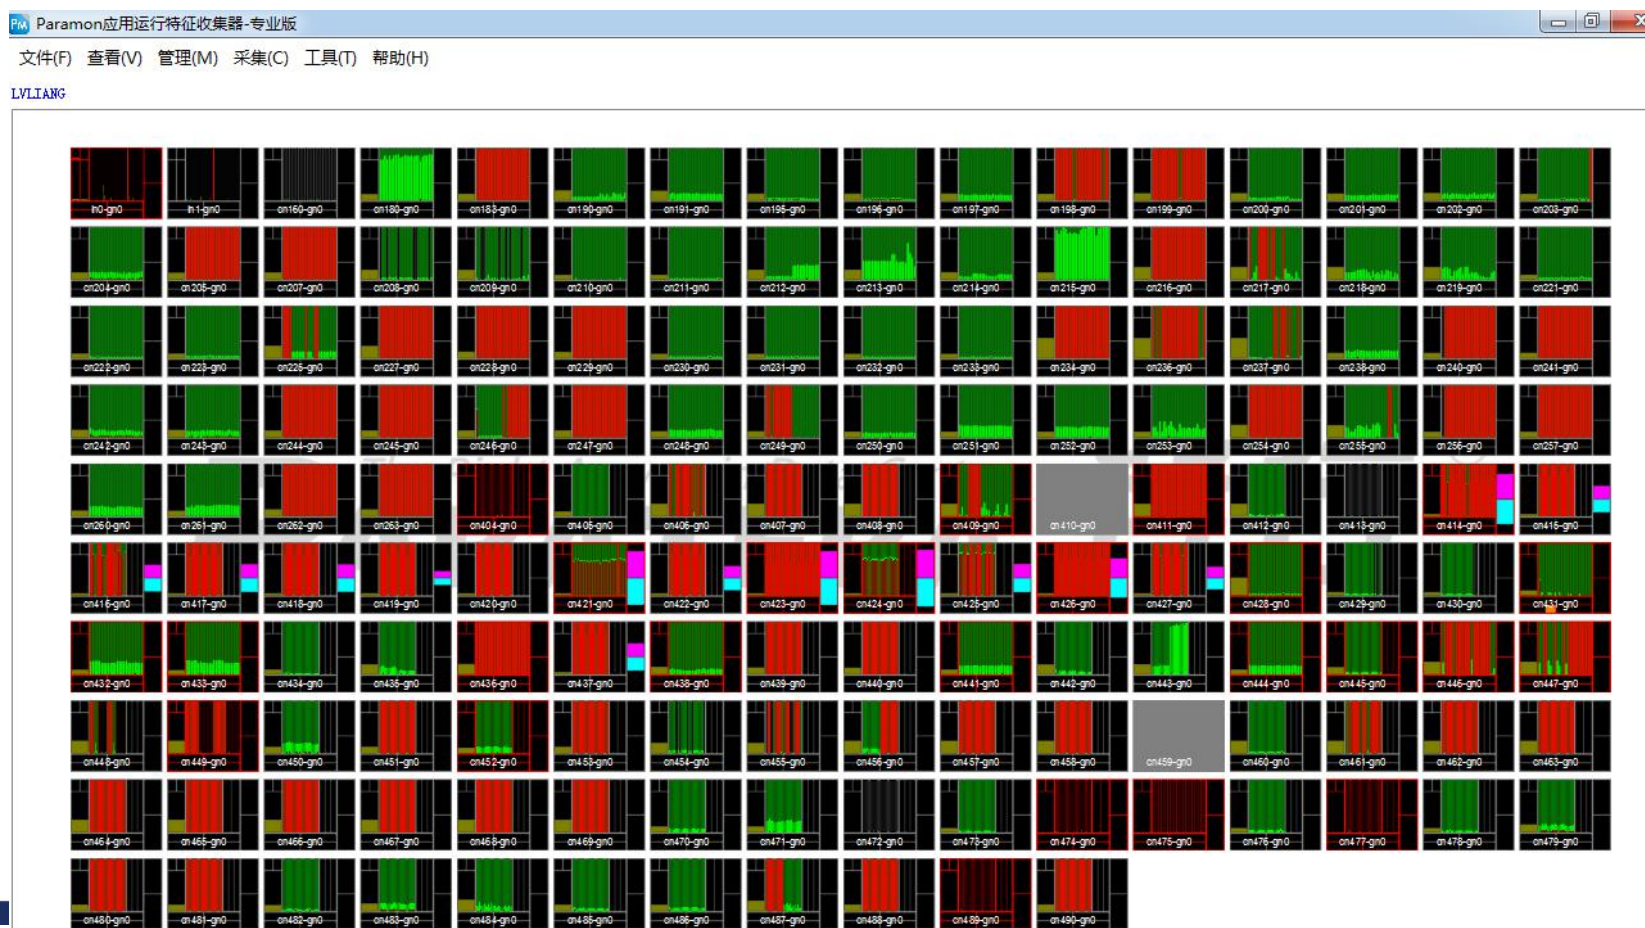 PM Paramon应用运行特征收集器-专业版
文件(F) 查看(V) 管理(M) 采集(C) 工具(T) 帮助(H)
LVLIANG
ln0-gn0 ln1-gn0 cn160-gn0 cn180-gn0 cn183-gn0 cn190-gn0 cn191-gn0 cn195-gn0 cn196-gn0 cn197-gn0 cn198-gn0 cn199-gn0 cn200-gn0 cn201-gn0 cn202-gn0 cn203-gn0
cn204-gn0 cn205-gn0 cn207-gn0 cn208-gn0 cn209-gn0 cn210-gn0 cn211-gn0 cn212-gn0 cn213-gn0 cn214-gn0 cn215-gn0 cn216-gn0 cn217-gn0 cn218-gn0 cn219-gn0 cn221-gn0
cn222-gn0 cn223-gn0 cn225-gn0 cn227-gn0 cn228-gn0 cn229-gn0 cn230-gn0 cn231-gn0 cn232-gn0 cn233-gn0 cn234-gn0 cn236-gn0 cn237-gn0 cn238-gn0 cn240-gn0 cn241-gn0
cn242-gn0 cn243-gn0 cn244-gn0 cn245-gn0 cn246-gn0 cn247-gn0 cn248-gn0 cn249-gn0 cn250-gn0 cn251-gn0 cn252-gn0 cn253-gn0 cn254-gn0 cn255-gn0 cn256-gn0 cn257-gn0
cn260-gn0 cn261-gn0 cn262-gn0 cn263-gn0 cn404-gn0 cn405-gn0 cn406-gn0 cn407-gn0 cn408-gn0 cn409-gn0 cn410-gn0 cn411-gn0 cn412-gn0 cn413-gn0 cn414-gn0 cn415-gn0
cn416-gn0 cn417-gn0 cn418-gn0 cn419-gn0 cn420-gn0 cn421-gn0 cn422-gn0 cn423-gn0 cn424-gn0 cn425-gn0 cn426-gn0 cn427-gn0 cn428-gn0 cn429-gn0 cn430-gn0 cn431-gn0
cn432-gn0 cn433-gn0 cn434-gn0 cn435-gn0 cn436-gn0 cn437-gn0 cn438-gn0 cn439-gn0 cn440-gn0 cn441-gn0 cn442-gn0 cn443-gn0 cn444-gn0 cn445-gn0 cn446-gn0 cn447-gn0
cn448-gn0 cn449-gn0 cn450-gn0 cn451-gn0 cn452-gn0 cn453-gn0 cn454-gn0 cn455-gn0 cn456-gn0 cn457-gn0 cn458-gn0 cn459-gn0 cn460-gn0 cn461-gn0 cn462-gn0 cn463-gn0
cn464-gn0 cn465-gn0 cn466-gn0 cn467-gn0 cn468-gn0 cn469-gn0 cn470-gn0 cn471-gn0 cn472-gn0 cn473-gn0 cn474-gn0 cn475-gn0 cn476-gn0 cn477-gn0 cn478-gn0 cn479-gn0
cn480-gn0 cn481-gn0 cn482-gn0 cn483-gn0 cn484-gn0 cn485-gn0 cn486-gn0 cn487-gn0 cn488-gn0 cn489-gn0 cn490-gn0